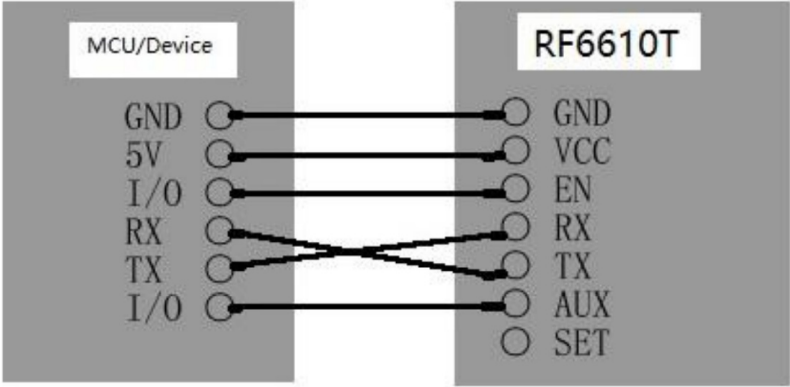 MCU/Device
GND
5V
I/O
RX
TX
I/O
RF6610T
GND
VCC
EN
RX
TX
AUX
SET